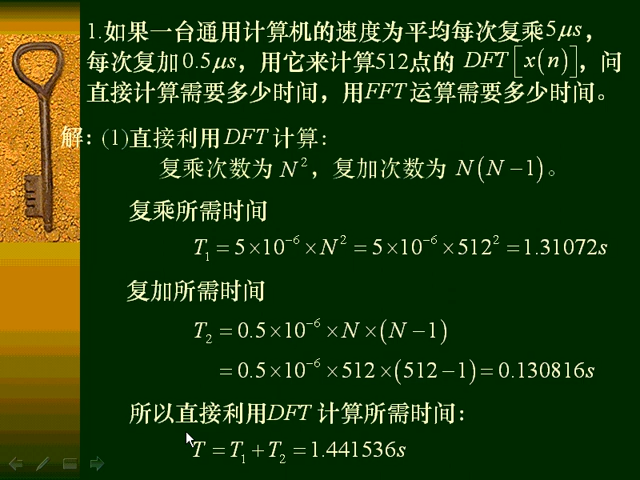 1.如果一台通用计算机的速度为平均每次复乘5μs，
每次复加0.5μs，用它来计算512点的 DFT[x(n)]，问
直接计算需要多少时间，用FFT运算需要多少时间。
解：(1)直接利用DFT计算：
复乘次数为 N²，复加次数为 N(N−1)。
复乘所需时间
T₁ = 5×10⁻⁶×N² = 5×10⁻⁶×512² = 1.31072s
复加所需时间
T₂ = 0.5×10⁻⁶×N×(N−1)
= 0.5×10⁻⁶×512×(512−1) = 0.130816s
所以直接利用DFT计算所需时间：
T = T₁ + T₂ = 1.441536s